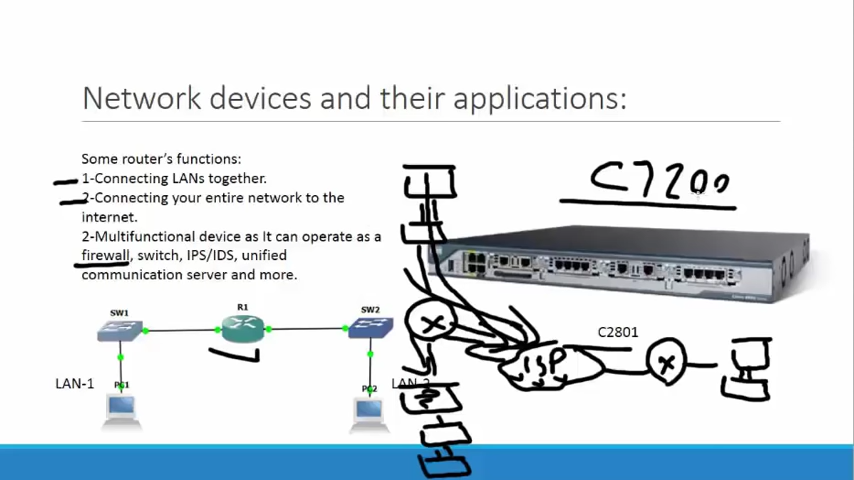 Network devices and their applications:
Some router's functions:
1-Connecting LANs together.
2-Connecting your entire network to the
internet.
2-Multifunctional device as It can operate as a
firewall, switch, IPS/IDS, unified
communication server and more.
C7200
SW1
R1
SW2
C2801
ISP
X
X
LAN-1
PC1
PC2
LAN-2